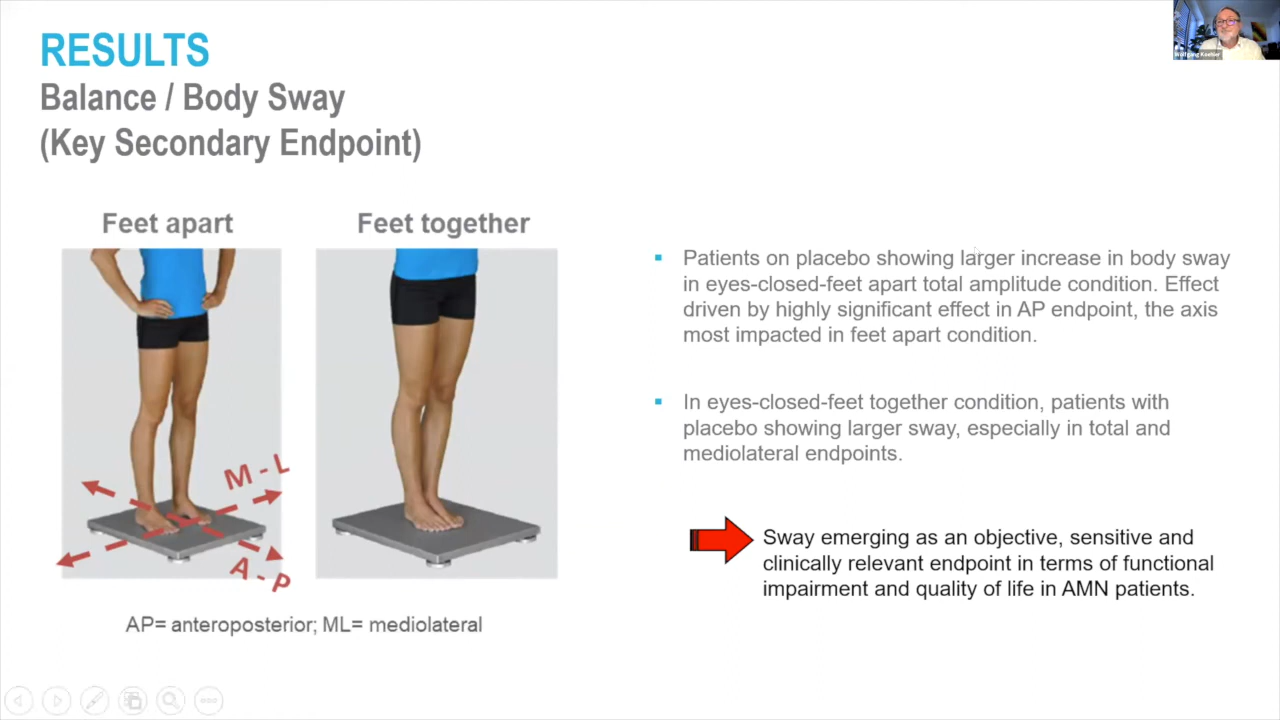 RESULTS
Balance / Body Sway
(Key Secondary Endpoint)
Feet apart
Feet together
M - L
A - P
AP= anteroposterior; ML= mediolateral
Patients on placebo showing larger increase in body sway
in eyes-closed-feet apart total amplitude condition. Effect
driven by highly significant effect in AP endpoint, the axis
most impacted in feet apart condition.
In eyes-closed-feet together condition, patients with
placebo showing larger sway, especially in total and
mediolateral endpoints.
Sway emerging as an objective, sensitive and
clinically relevant endpoint in terms of functional
impairment and quality of life in AMN patients.